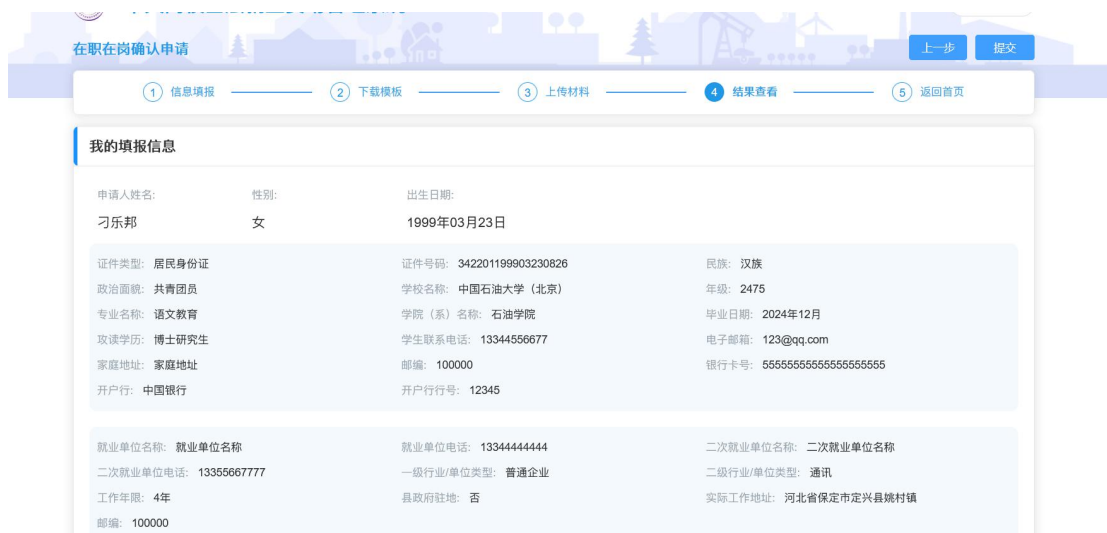 在职在岗确认申请
上一步 提交
1 信息填报 2 下载模板 3 上传材料 4 结果查看 5 返回首页
我的填报信息
申请人姓名: 性别: 出生日期:
刁乐邦 女 1999年03月23日
证件类型: 居民身份证 证件号码: 342201199903230826 民族: 汉族
政治面貌: 共青团员 学校名称: 中国石油大学（北京） 年级: 2475
专业名称: 语文教育 学院（系）名称: 石油学院 毕业日期: 2024年12月
攻读学历: 博士研究生 学生联系电话: 13344556677 电子邮箱: 123@qq.com
家庭地址: 家庭地址 邮编: 100000 银行卡号: 5555555555555555555
开户行: 中国银行 开户行行号: 12345
就业单位名称: 就业单位名称 就业单位电话: 13344444444 二次就业单位名称: 二次就业单位名称
二次就业单位电话: 13355667777 一级行业/单位类型: 普通企业 二级行业/单位类型: 通讯
工作年限: 4年 县政府驻地: 否 实际工作地址: 河北省保定市定兴县姚村镇
邮编: 100000